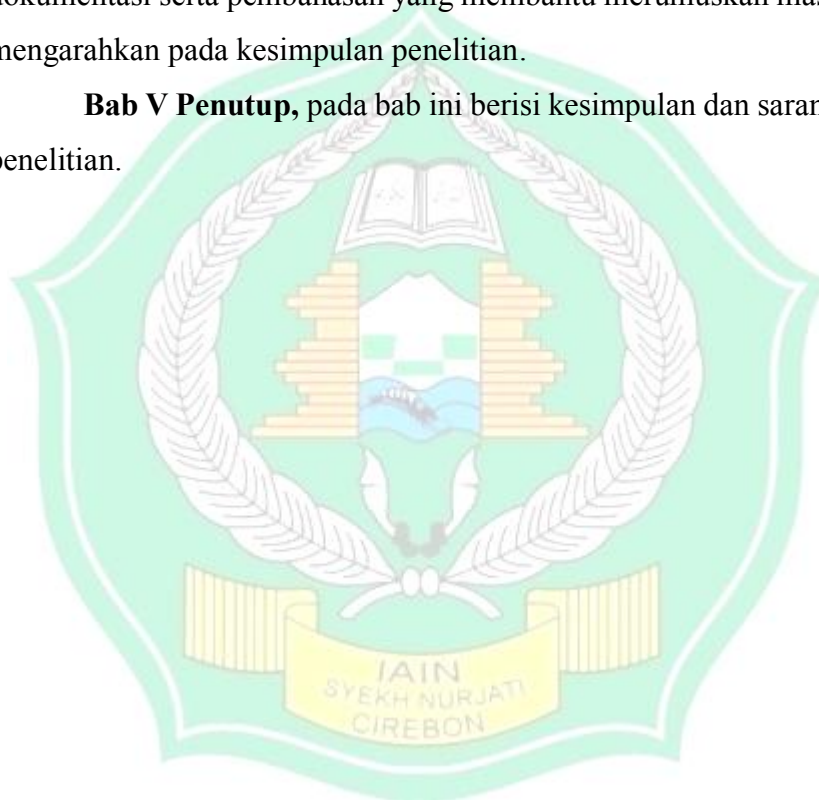 dokumentasi serta pembahasan yang membantu merumuskan
mengarahkan pada kesimpulan penelitian.
Bab V Penutup, pada bab ini berisi kesimpulan dan saran
penelitian.
IAIN
SYEKH NURJATI
CIREBON